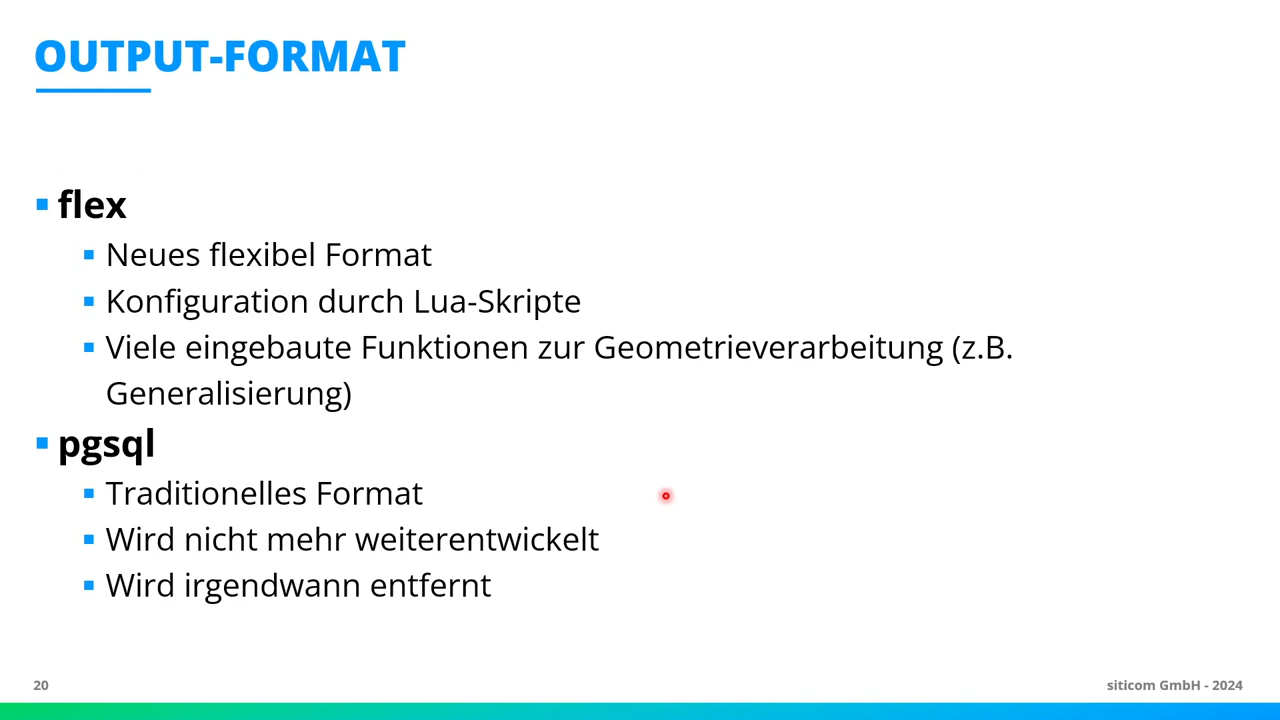 OUTPUT-FORMAT
flex
Neues flexibel Format
Konfiguration durch Lua-Skripte
Viele eingebaute Funktionen zur Geometrieverarbeitung (z.B.
Generalisierung)
pgsql
Traditionelles Format
Wird nicht mehr weiterentwickelt
Wird irgendwann entfernt
20
siticom GmbH - 2024